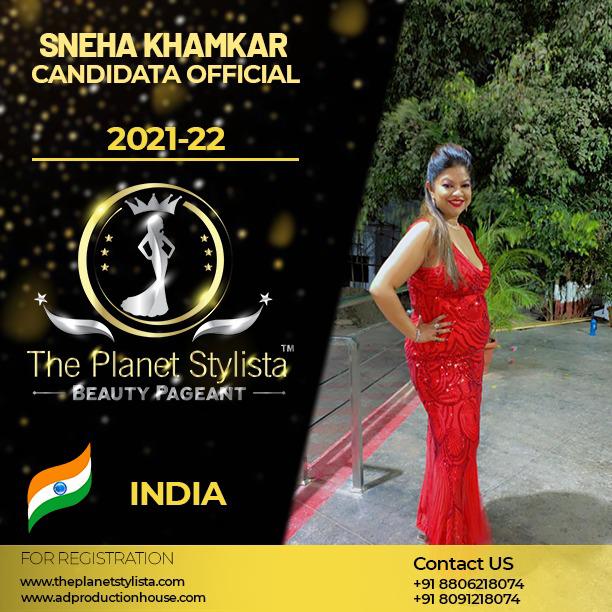 SNEHA KHAMKAR
CANDIDATA OFFICIAL
2021-22
The Planet Stylista™
BEAUTY PAGEANT
INDIA
FOR REGISTRATION
www.theplanetstylista.com
www.adproductionhouse.com
Contact US
+91 8806218074
+91 8091218074